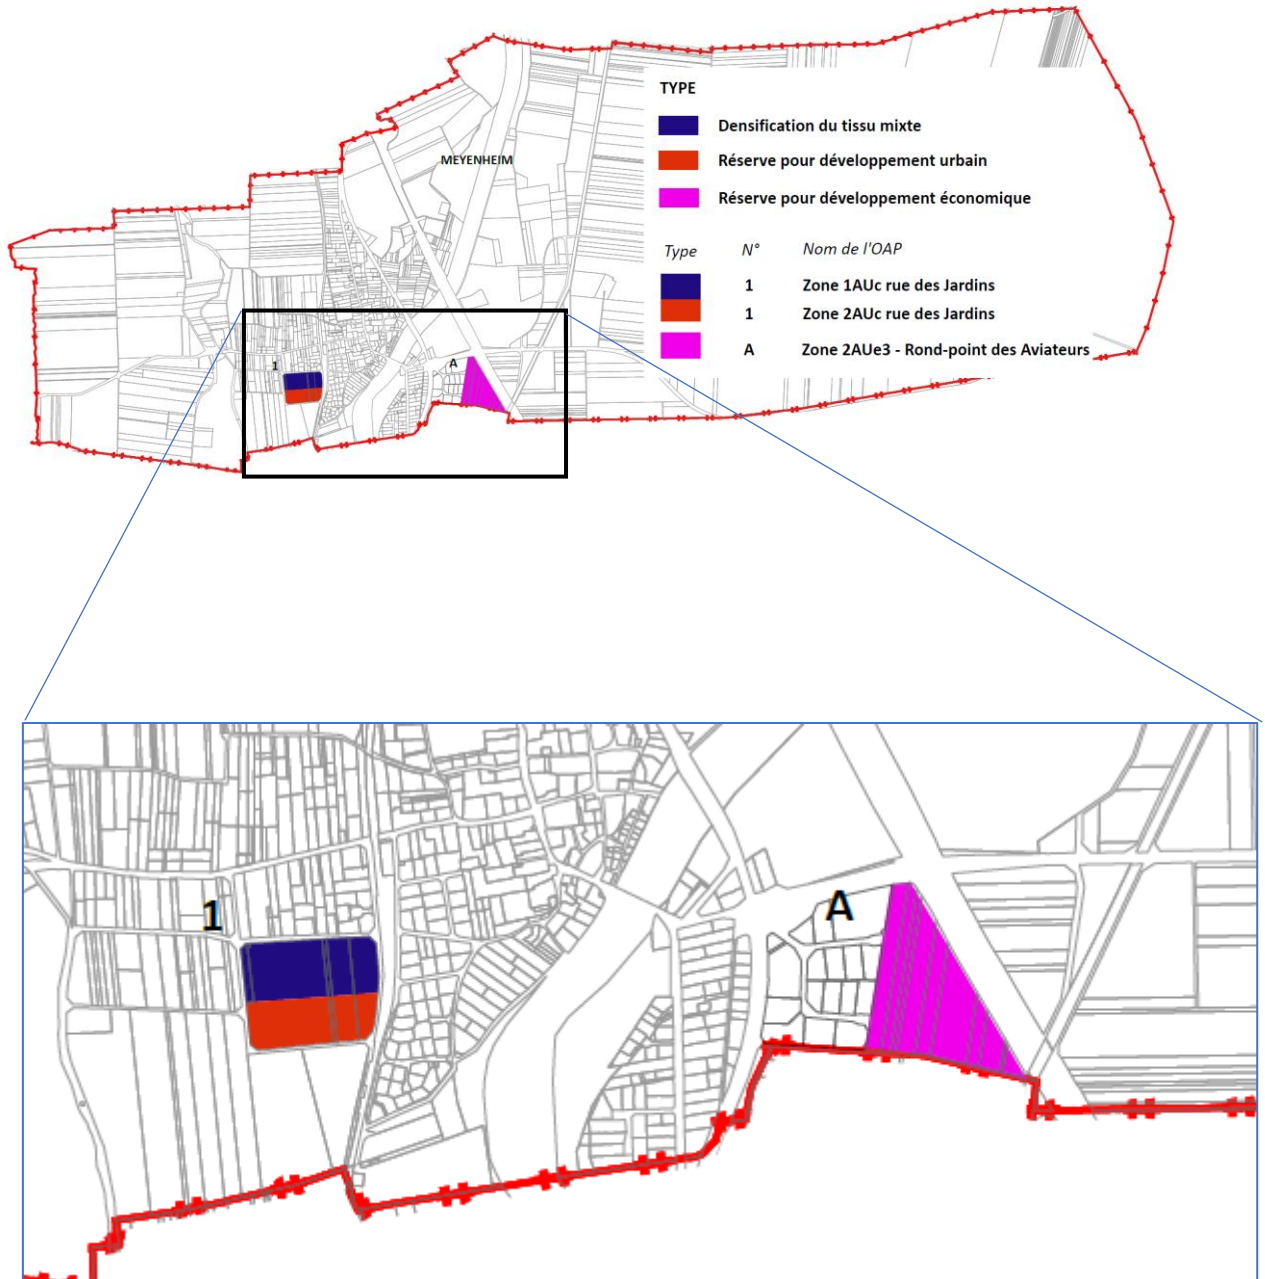 MEYENHEIM
TYPE
Densification du tissu mixte
Réserve pour développement urbain
Réserve pour développement économique
Type N° Nom de l'OAP
1 Zone 1AUc rue des Jardins
1 Zone 2AUc rue des Jardins
A Zone 2AUe3 - Rond-point des Aviateurs
1
A
1
A